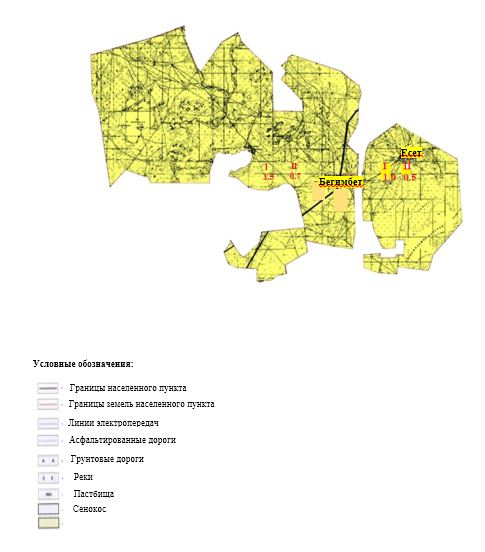 Есет
I II I II
1.5 0.7 1.0 0.5
Бегимбет
Условные обозначения:
Границы населенного пункта
Границы земель населенного пункта
Линии электропередач
Асфальтированные дороги
Грунтовые дороги
Реки
Пастбища
Сенокос